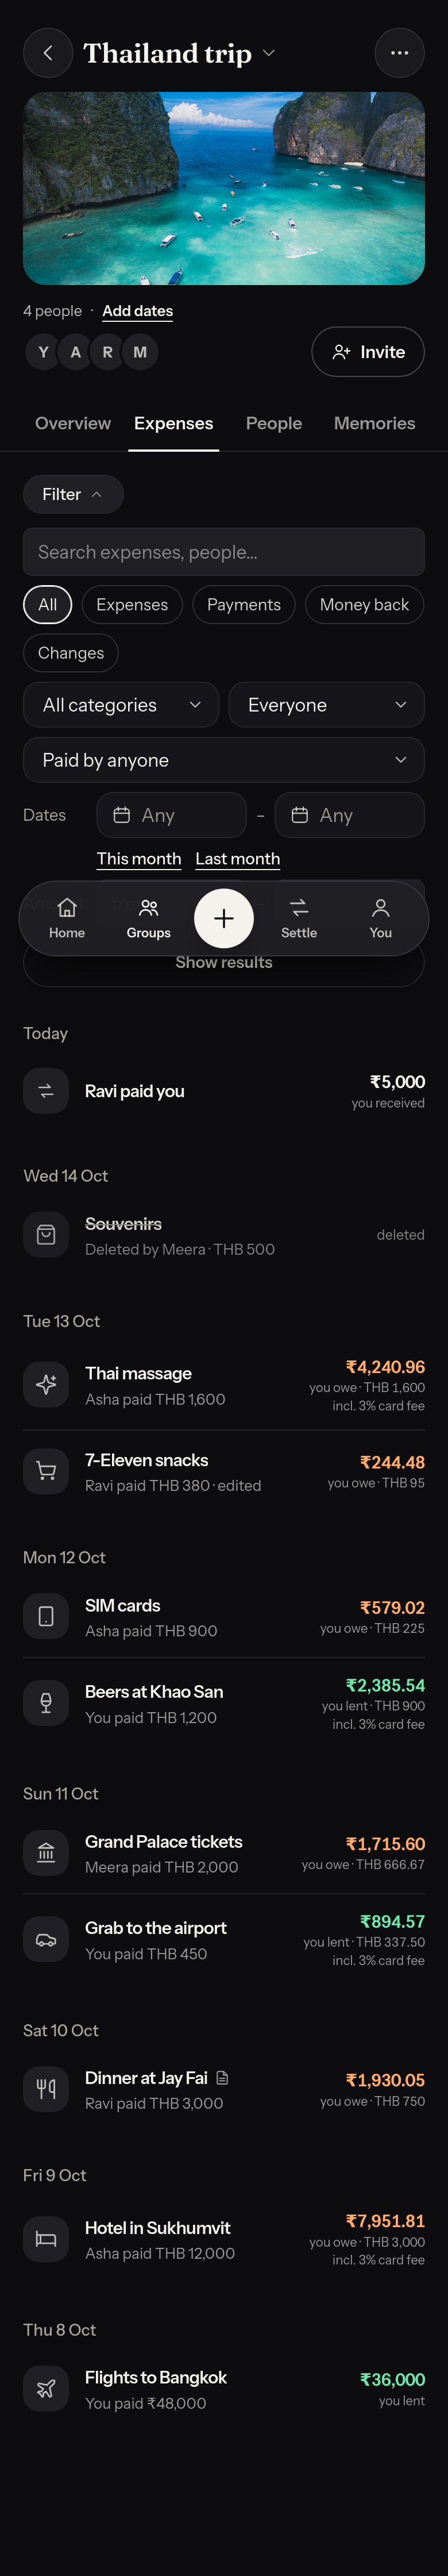 Thailand trip
4 people · Add dates
Y A R M
Invite
Overview Expenses People Memories
Filter
Search expenses, people...
All Expenses Payments Money back
Changes
All categories Everyone
Paid by anyone
Dates Any – Any
This month Last month
Home Groups Settle You
Show results
Today
Ravi paid you ₹5,000
you received
Wed 14 Oct
Souvenirs
Deleted by Meera · THB 500 deleted
Tue 13 Oct
Thai massage ₹4,240.96
Asha paid THB 1,600 you owe · THB 1,600
incl. 3% card fee
7-Eleven snacks ₹244.48
Ravi paid THB 380 · edited you owe · THB 95
Mon 12 Oct
SIM cards ₹579.02
Asha paid THB 900 you owe · THB 225
Beers at Khao San ₹2,385.54
You paid THB 1,200 you lent · THB 900
incl. 3% card fee
Sun 11 Oct
Grand Palace tickets ₹1,715.60
Meera paid THB 2,000 you owe · THB 666.67
Grab to the airport ₹894.57
You paid THB 450 you lent · THB 337.50
incl. 3% card fee
Sat 10 Oct
Dinner at Jay Fai ₹1,930.05
Ravi paid THB 3,000 you owe · THB 750
Fri 9 Oct
Hotel in Sukhumvit ₹7,951.81
Asha paid THB 12,000 you owe · THB 3,000
incl. 3% card fee
Thu 8 Oct
Flights to Bangkok ₹36,000
You paid ₹48,000 you lent